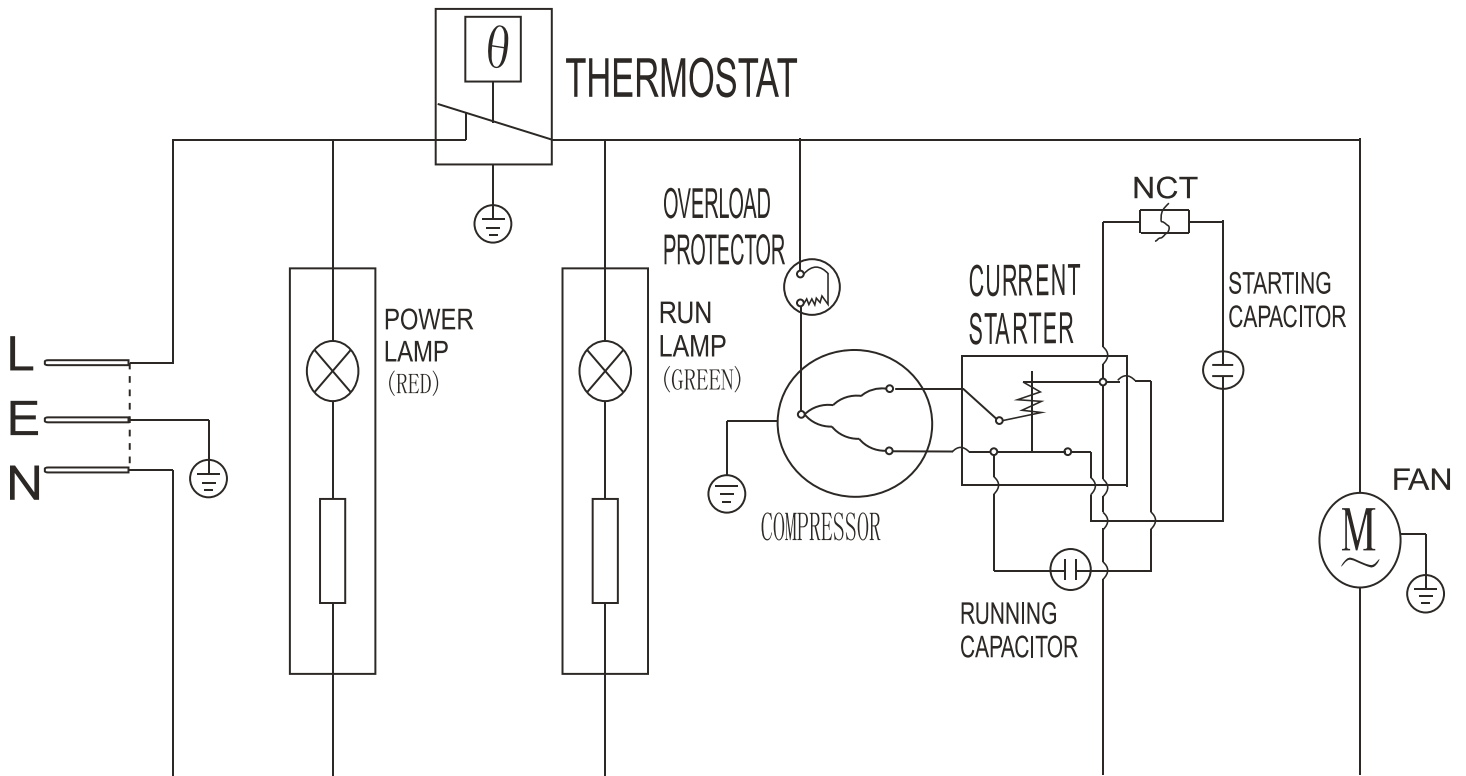 θ
THERMOSTAT
OVERLOAD
PROTECTOR
NCT
CURRENT
STARTER
STARTING
CAPACITOR
POWER
LAMP
(RED)
RUN
LAMP
(GREEN)
L
E
N
COMPRESSOR
FAN
M
~
RUNNING
CAPACITOR